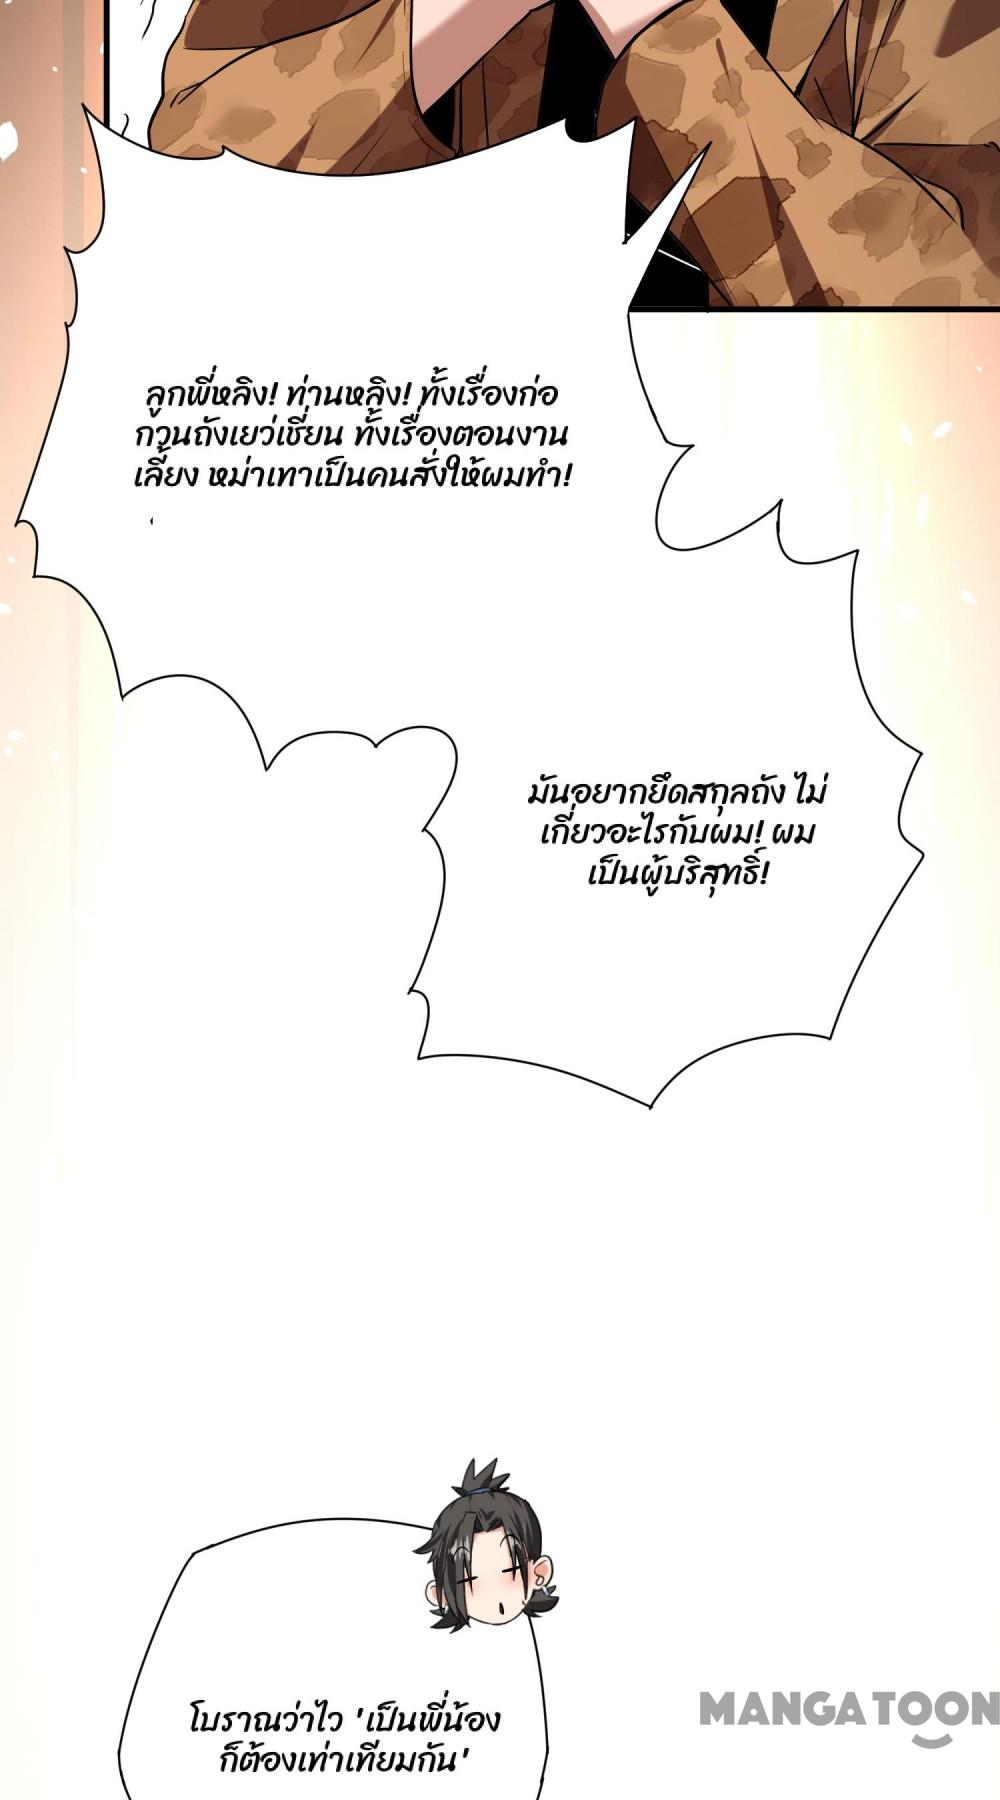 ลูกพี่หลิง! ท่านหลิง! ทั้งเรื่องก่อ
กวนถังเยว่เชี่ยน ทั้งเรื่องตอนงาน
เลี้ยง หม่าเทาเป็นคนสั่งให้ผมทำ!
มันอยากยึดสกุลถัง ไม่
เกี่ยวอะไรกับผม! ผม
เป็นผู้บริสุทธิ์!
โบราณว่าไว 'เป็นพี่น้อง
ก็ต้องเท่าเทียมกัน'
MANGATOON